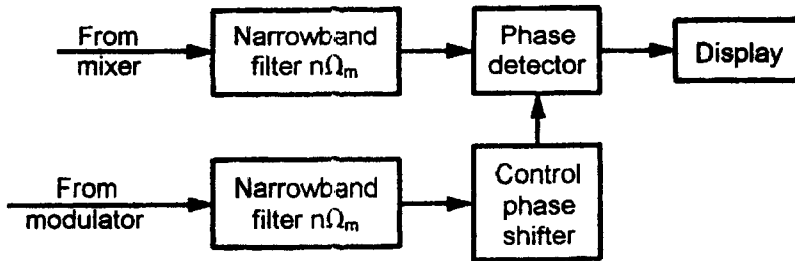 From
mixer
Narrowband
filter nΩm
Phase
detector
Display
From
modulator
Narrowband
filter nΩm
Control
phase
shifter